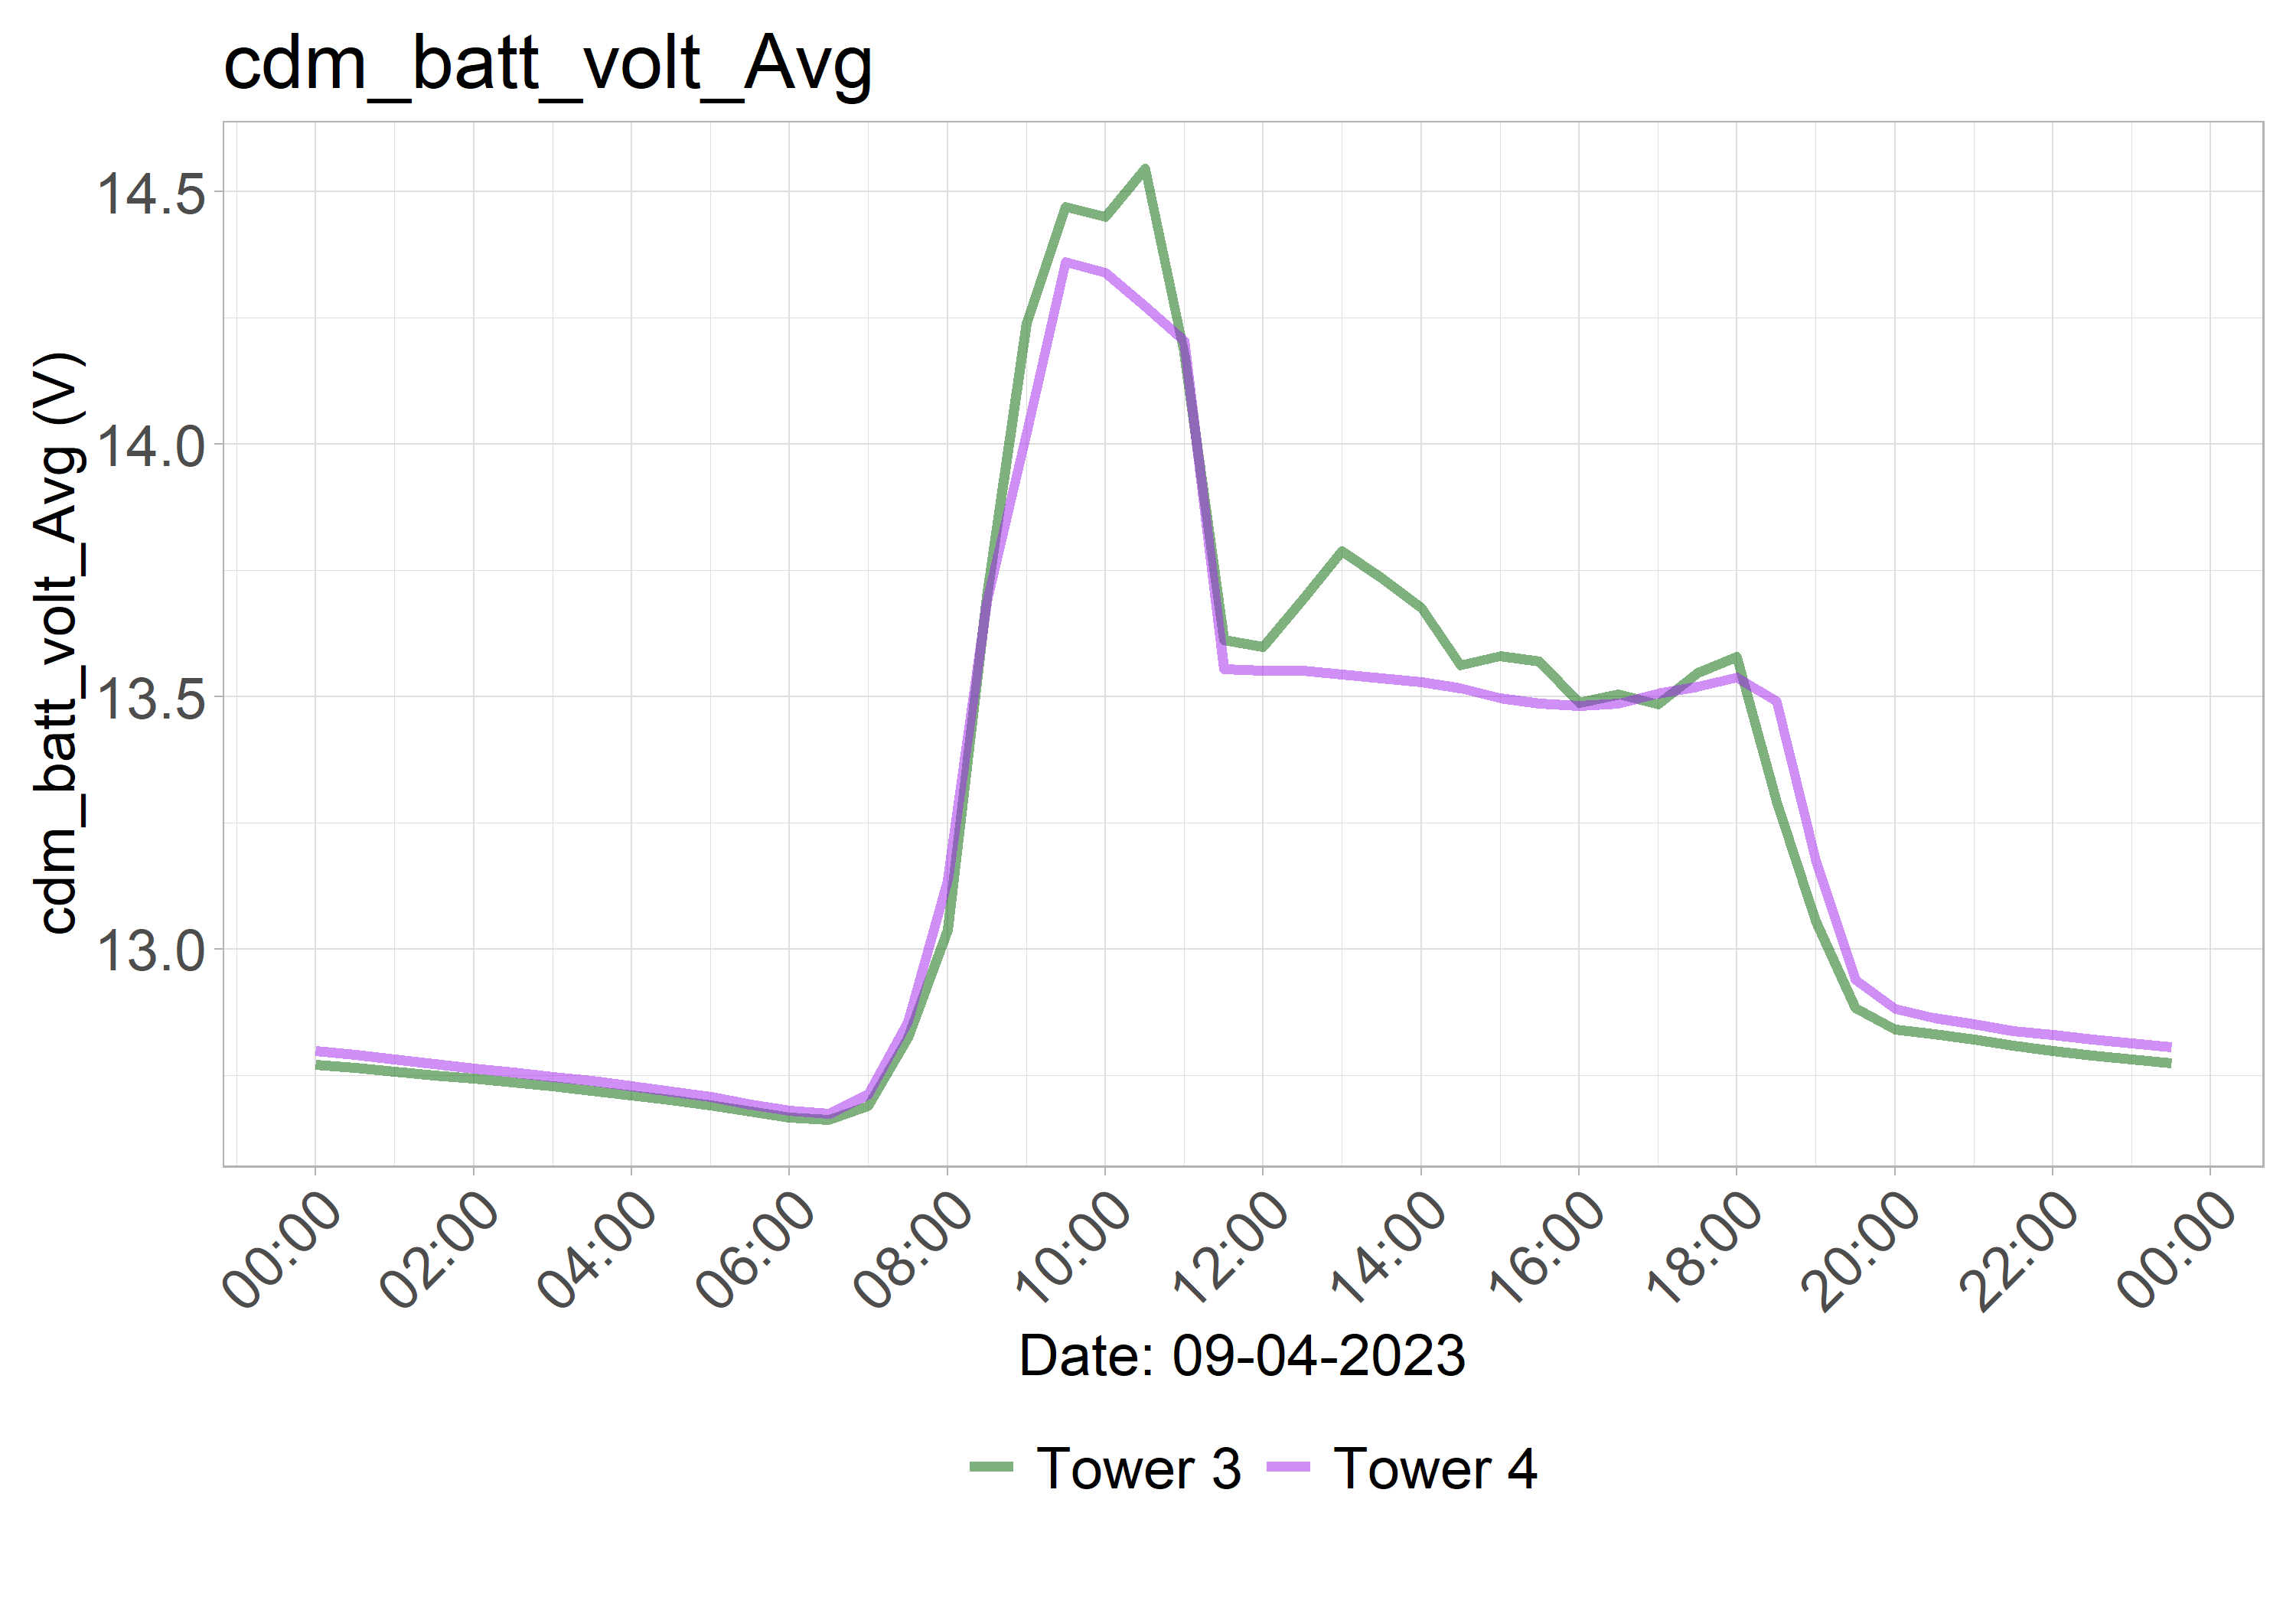 cdm_batt_volt_Avg
cdm_batt_volt_Avg (V)
14.5
14.0
13.5
13.0
00:00 02:00 04:00 06:00 08:00 10:00 12:00 14:00 16:00 18:00 20:00 22:00 00:00
Date: 09-04-2023
Tower 3 Tower 4